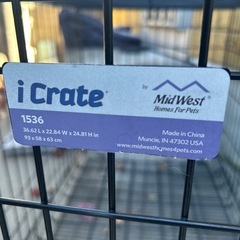 i Crate®
by MidWest®
Homes For Pets
1536
36.62 L x 22.84 W x 24.81 H in
93 x 58 x 63 cm
Made in China
Muncie, IN 47302 USA
www.midwesthomes4pets.com